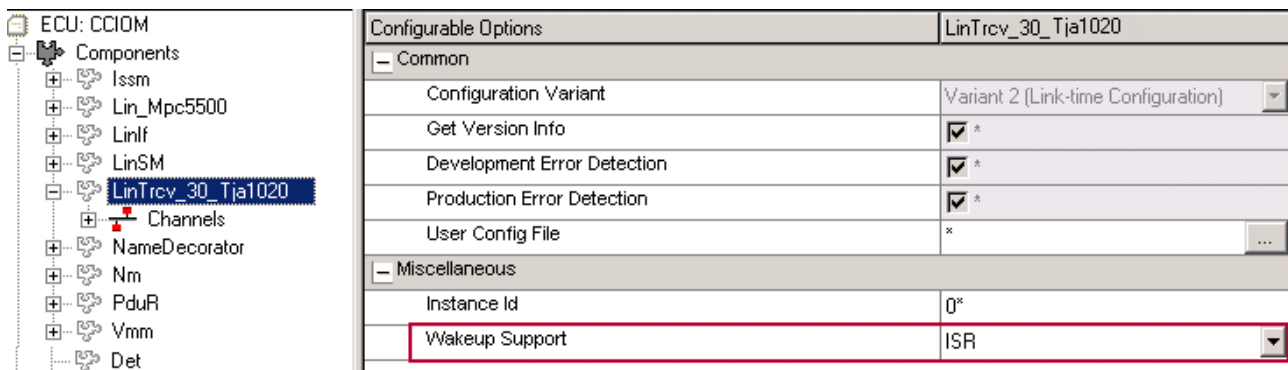 ECU: CCIOM
Components
Issm
Lin_Mpc5500
LinIf
LinSM
LinTrcv_30_Tja1020
Channels
NameDecorator
Nm
PduR
Vmm
Det
Configurable Options LinTrcv_30_Tja1020
Common
Configuration Variant Variant 2 (Link-time Configuration)
Get Version Info *
Development Error Detection *
Production Error Detection *
User Config File * ...
Miscellaneous
Instance Id 0*
Wakeup Support ISR